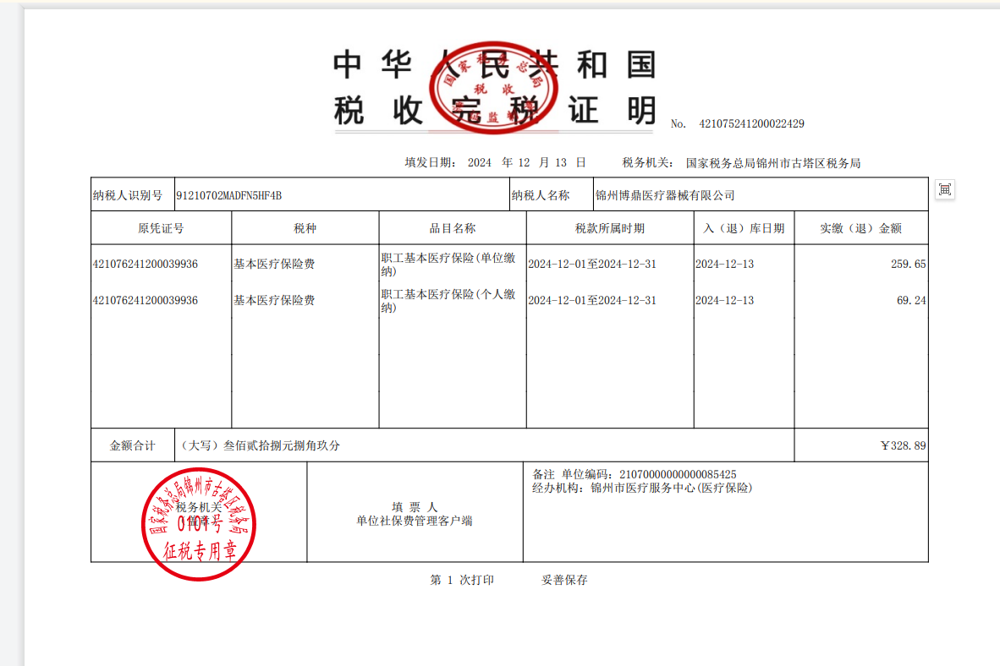 中华人民共和国
税收完税证明
国家税务总局
税收
No. 421075241200022429
填发日期: 2024 年 12 月 13 日 税务机关: 国家税务总局锦州市古塔区税务局
纳税人识别号 91210702MADFN5HF4B 纳税人名称 锦州博鼎医疗器械有限公司
原凭证号 税种 品目名称 税款所属时期 入(退)库日期 实缴(退)金额
421076241200039936 基本医疗保险费 职工基本医疗保险(单位缴纳) 2024-12-01至2024-12-31 2024-12-13 259.65
421076241200039936 基本医疗保险费 职工基本医疗保险(个人缴纳) 2024-12-01至2024-12-31 2024-12-13 69.24
金额合计 (大写)叁佰贰拾捌元捌角玖分 ¥328.89
税务机关
(盖章)
国家税务总局锦州市古塔区税务局
0101号
征税专用章
填 票 人
单位社保费管理客户端
备注 单位编码: 21070000000000085425
经办机构: 锦州市医疗服务中心(医疗保险)
第 1 次打印 妥善保存